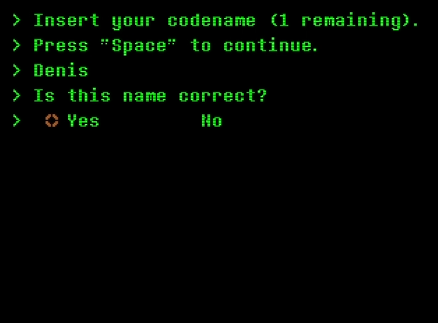 > Insert your codename (1 remaining).
> Press "Space" to continue.
> Denis
> Is this name correct?
> Yes No